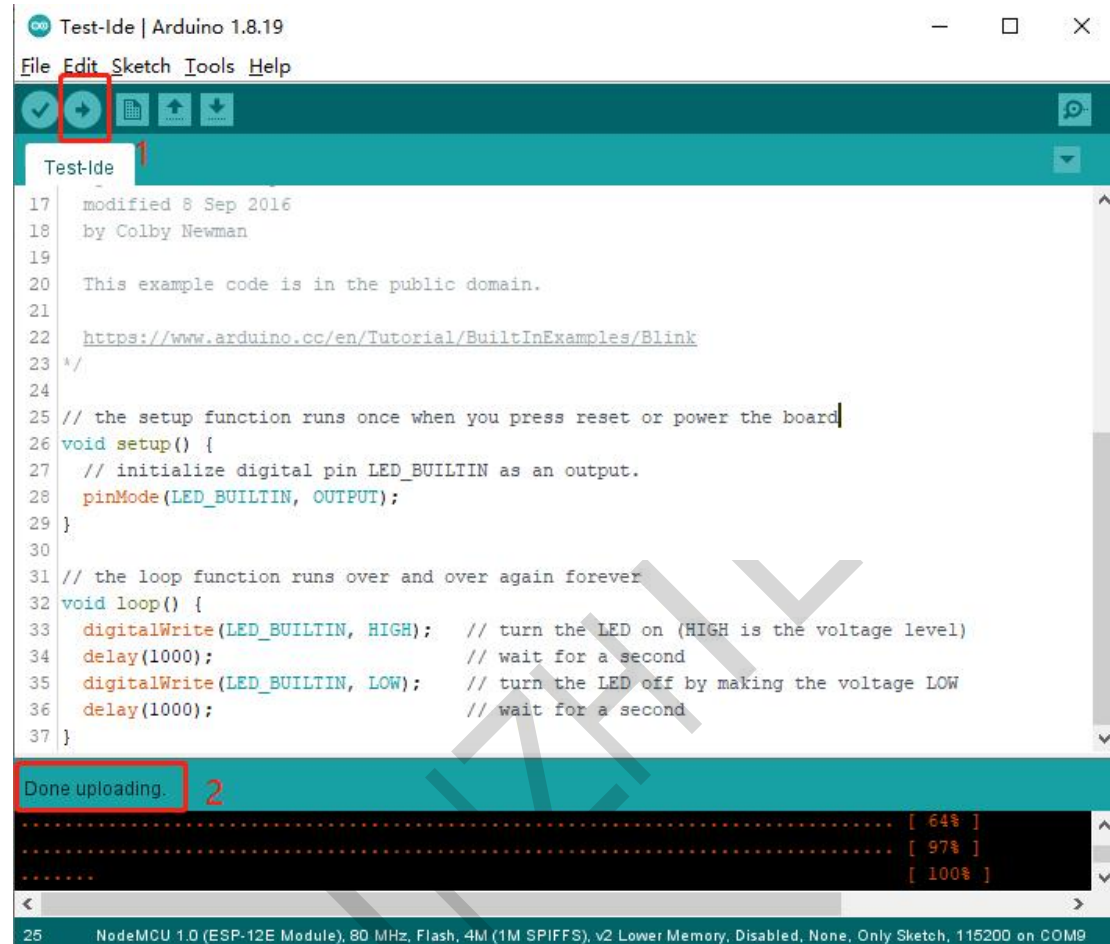 Test-Ide | Arduino 1.8.19
File Edit Sketch Tools Help
1
Test-Ide
17 modified 8 Sep 2016
18 by Colby Newman
19
20 This example code is in the public domain.
21
22 https://www.arduino.cc/en/Tutorial/BuiltInExamples/Blink
23 */
24
25 // the setup function runs once when you press reset or power the board
26 void setup() {
27 // initialize digital pin LED_BUILTIN as an output.
28 pinMode(LED_BUILTIN, OUTPUT);
29 }
30
31 // the loop function runs over and over again forever
32 void loop() {
33 digitalWrite(LED_BUILTIN, HIGH); // turn the LED on (HIGH is the voltage level)
34 delay(1000); // wait for a second
35 digitalWrite(LED_BUILTIN, LOW); // turn the LED off by making the voltage LOW
36 delay(1000); // wait for a second
37 }
Done uploading. 2
................................................................................ [ 64% ]
................................................................................ [ 97% ]
....... [ 100% ]
25 NodeMCU 1.0 (ESP-12E Module), 80 MHz, Flash, 4M (1M SPIFFS), v2 Lower Memory, Disabled, None, Only Sketch, 115200 on COM9